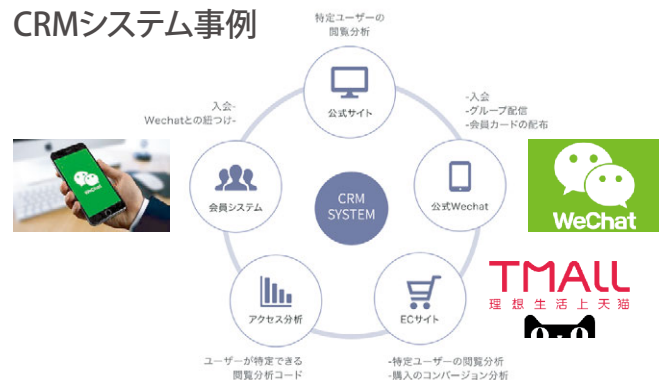 CRMシステム事例
特定ユーザーの
閲覧分析
公式サイト
入会-
Wechatとの紐つけ-
-入会
-グループ配信
-会員カードの配布
WeChat
会員システム
CRM
SYSTEM
公式Wechat
WeChat
TMALL
理想生活上天猫
アクセス分析
ECサイト
ユーザーが特定できる
閲覧分析コード
-特定ユーザーの閲覧分析
-購入のコンバージョン分析